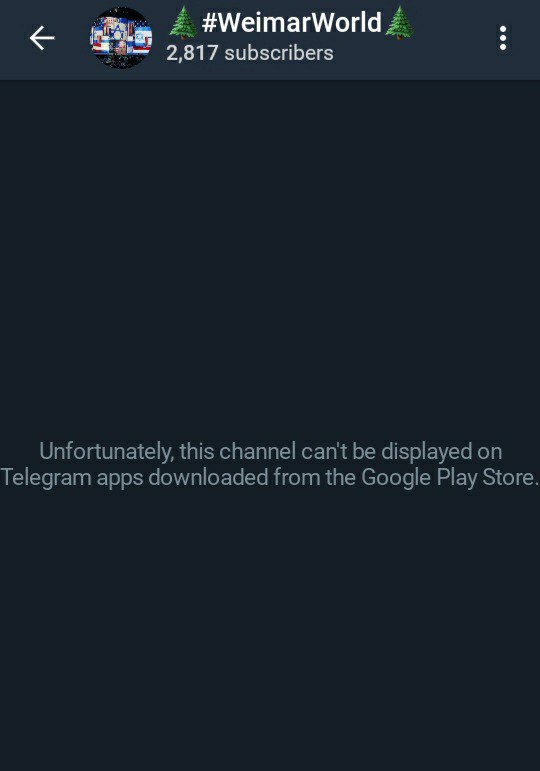 🌲#WeimarWorld🌲
2,817 subscribers
Unfortunately, this channel can't be displayed on
Telegram apps downloaded from the Google Play Store.